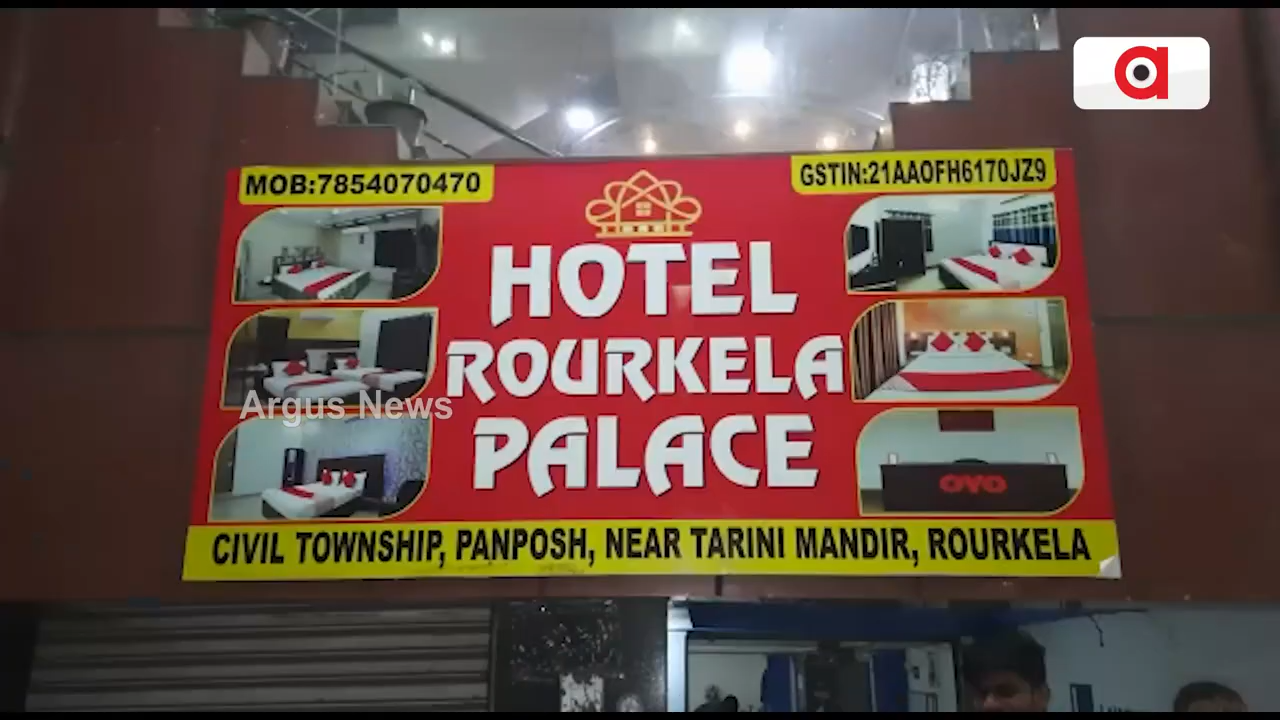 MOB:7854070470
GSTIN:21AAOFH6170JZ9
HOTEL
ROURKELA
PALACE
Argus News
OYO
CIVIL TOWNSHIP, PANPOSH, NEAR TARINI MANDIR, ROURKELA
a